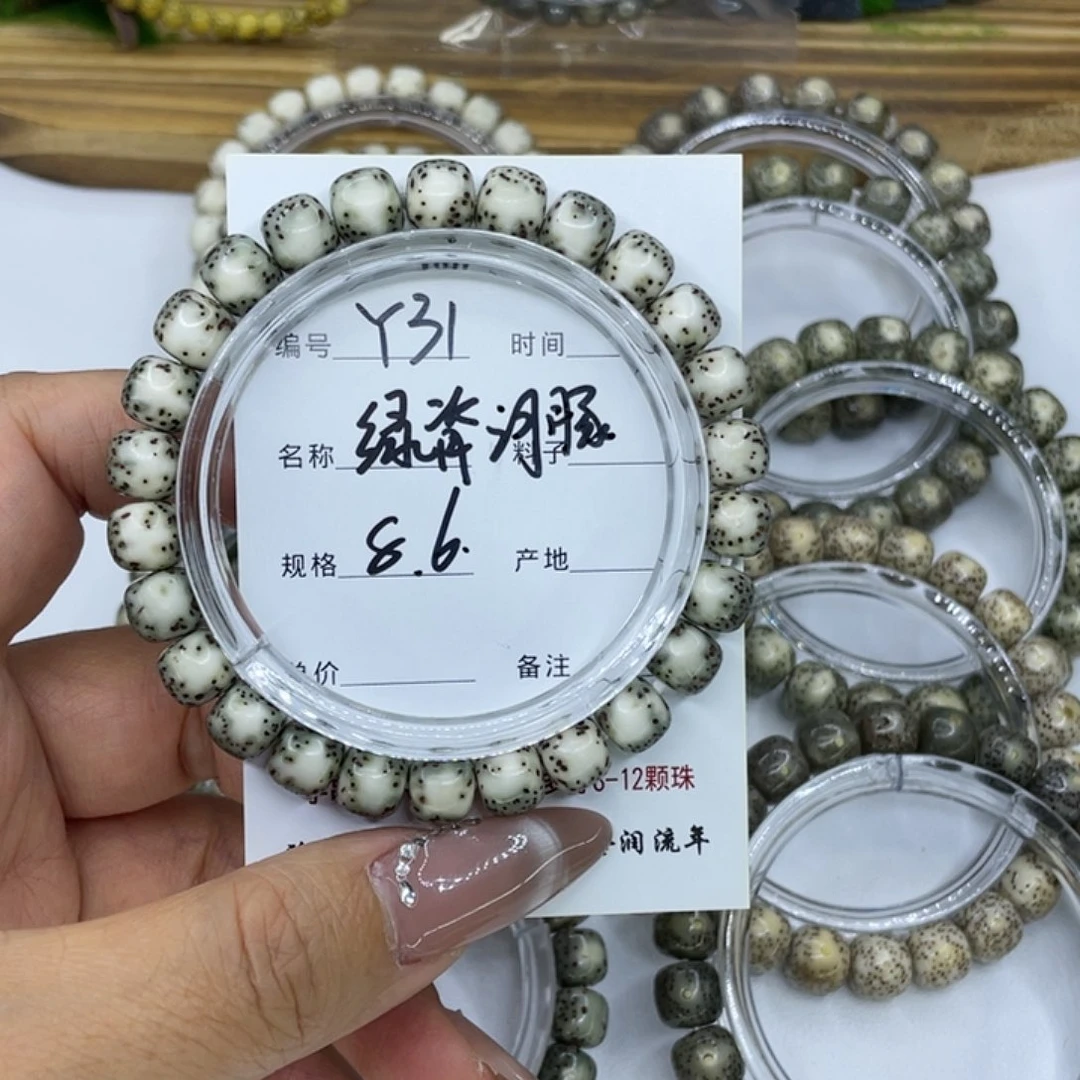 编号 Y31 时间
名称 绿 料子
规格 8.6. 产地
价 备注
-12颗珠
润流年